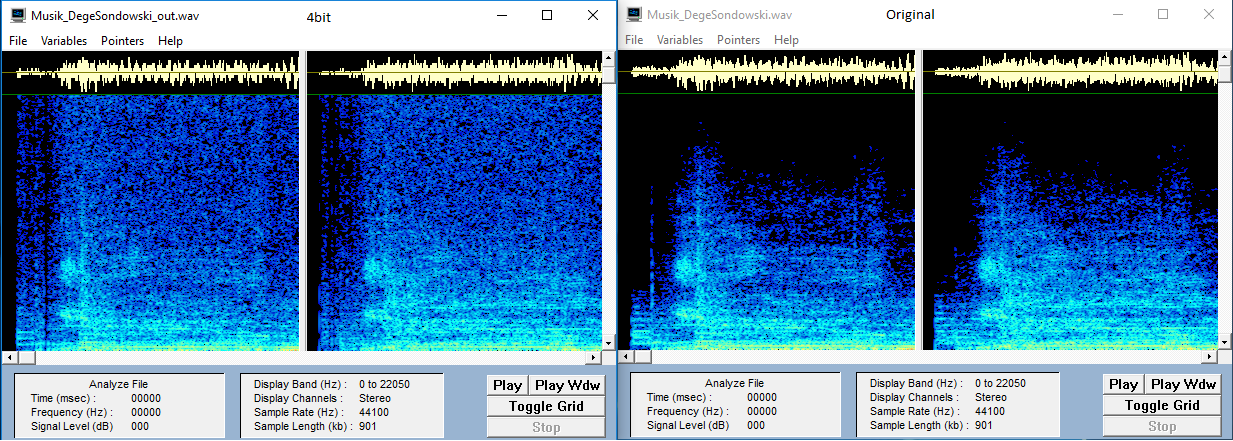 Musik_DegeSondowski_out.wav
4bit
File Variables Pointers Help
Analyze File
Time (msec) : 00000
Frequency (Hz) : 00000
Signal Level (dB) 000
Display Band (Hz) : 0 to 22050
Display Channels : Stereo
Sample Rate (Hz) : 44100
Sample Length (kb) : 901
Play Play Wdw
Toggle Grid
Stop
Musik_DegeSondowski.wav
Original
File Variables Pointers Help
Analyze File
Time (msec) : 00000
Frequency (Hz) : 00000
Signal Level (dB) 000
Display Band (Hz) : 0 to 22050
Display Channels : Stereo
Sample Rate (Hz) : 44100
Sample Length (kb) : 901
Play Play Wdw
Toggle Grid
Stop